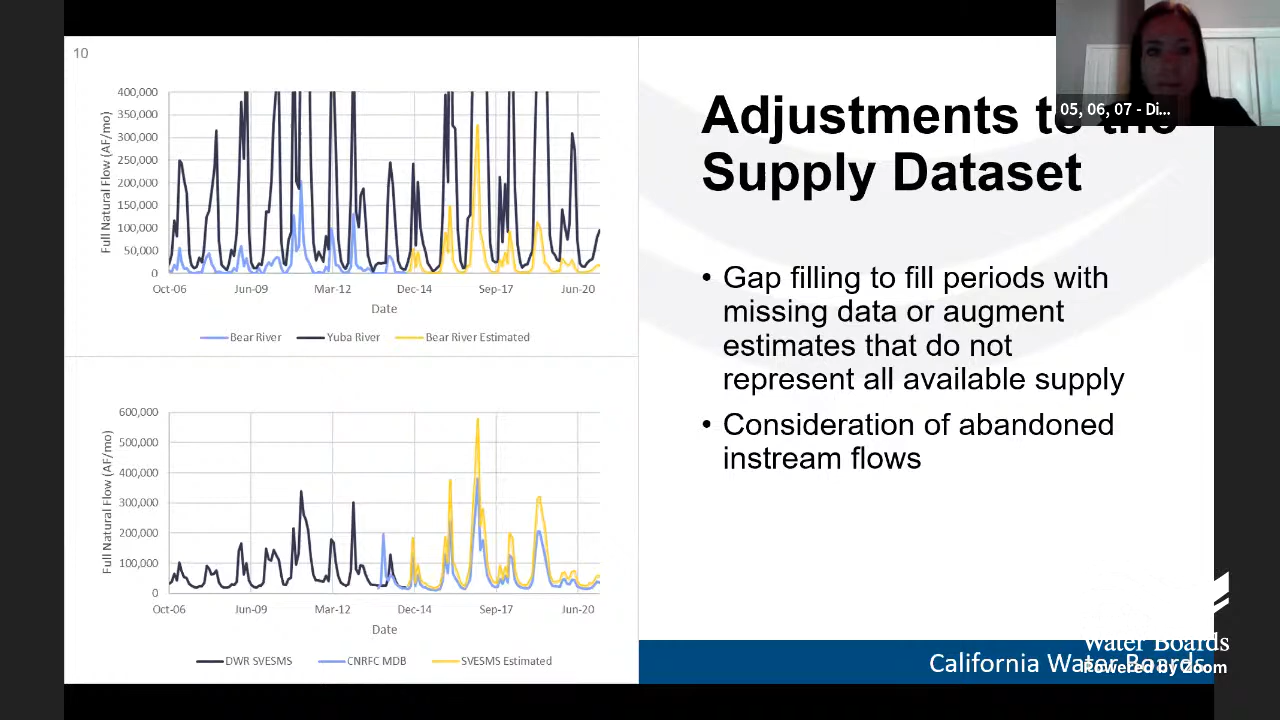 10
400,000
350,000
300,000
250,000
200,000
150,000
100,000
50,000
0
Full Natural Flow (AF/mo)
Oct-06 Jun-09 Mar-12 Dec-14 Sep-17 Jun-20
Date
Bear River Yuba River Bear River Estimated
600,000
500,000
400,000
300,000
200,000
100,000
0
Full Natural Flow (AF/mo)
Oct-06 Jun-09 Mar-12 Dec-14 Sep-17 Jun-20
Date
DWR SVESMS CNRFC MDB SVESMS Estimated
05, 06, 07 - Di...
Adjustments to the
Supply Dataset
• Gap filling to fill periods with
missing data or augment
estimates that do not
represent all available supply
• Consideration of abandoned
instream flows
Water Boards
California Water Boards
Powered by Zoom